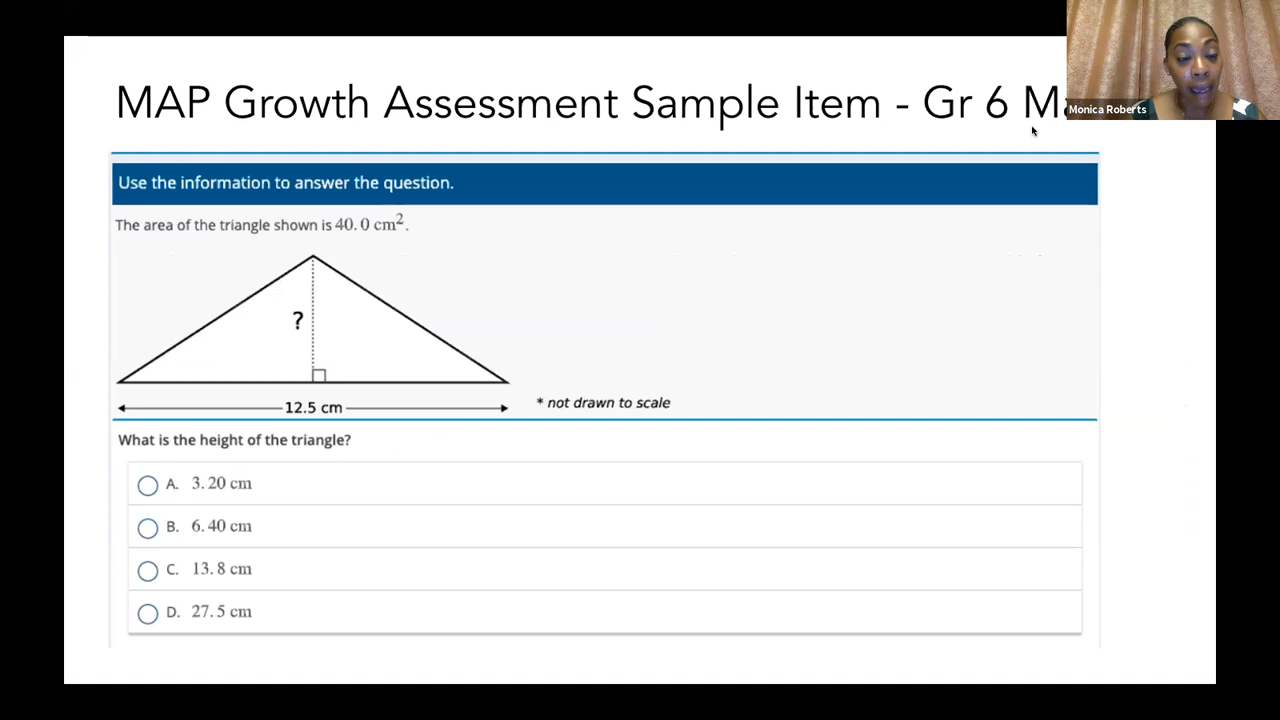 MAP Growth Assessment Sample Item - Gr 6
Monica Roberts
Use the information to answer the question.
The area of the triangle shown is 40.0 cm².
?
12.5 cm
* not drawn to scale
What is the height of the triangle?
A. 3.20 cm
B. 6.40 cm
C. 13.8 cm
D. 27.5 cm